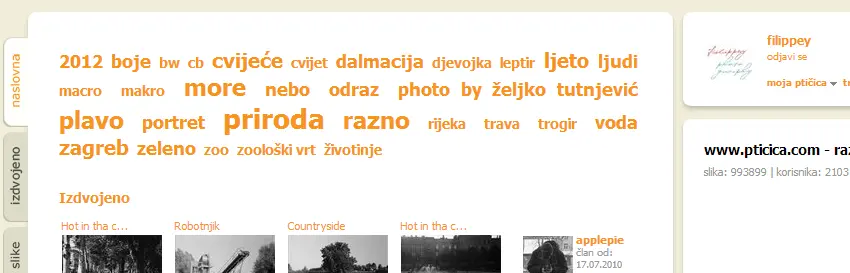 naslovna
izdvojeno
slike
2012 boje bw cb cvijeće cvijet dalmacija djevojka leptir ljeto ljudi
macro makro more nebo odraz photo by željko tutnjević
plavo portret priroda razno rijeka trava trogir voda
zagreb zeleno zoo zoološki vrt životinje
Izdvojeno
Hot in tha c... Robotnjik Countryside Hot in tha c...
applepie
član od:
17.07.2010
filippey
photo
filippey
odjavi se
moja ptičica
www.pticica.com - raz
slika: 993899 | korisnika: 2103